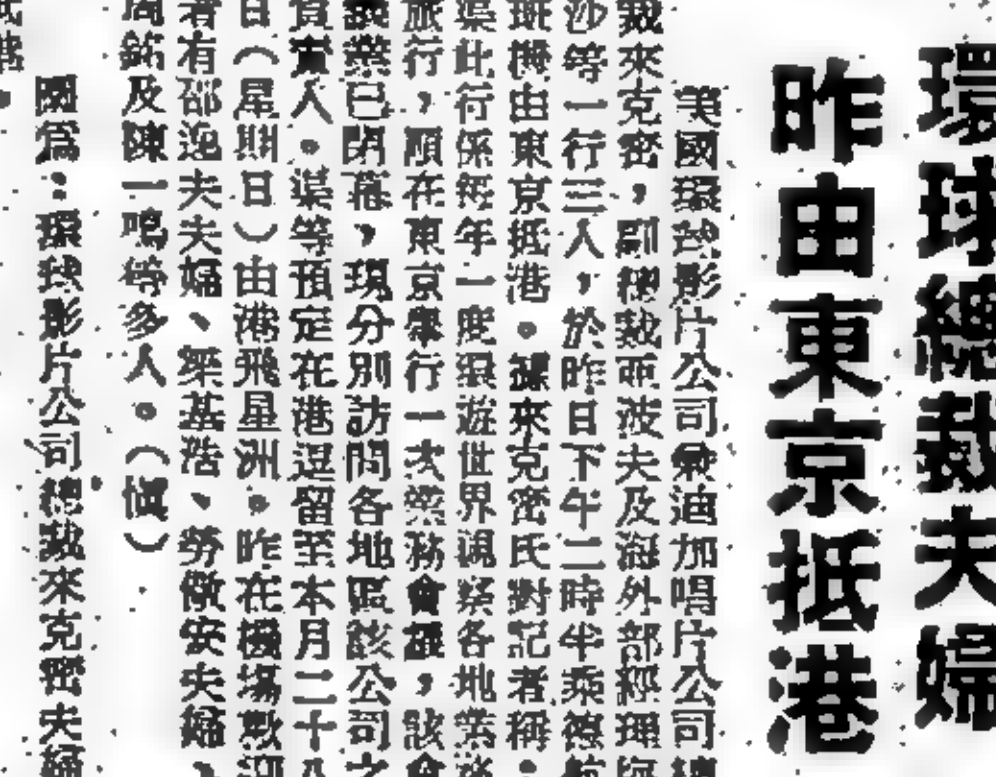 環球總裁夫婦
昨由東京抵港
美國環球影片公司兼迪加唱片公司總
裁來克密，副總裁亞波夫及海外部經理
沙等一行三人，於昨日下午二時半乘德航
班機由東京抵港。據來克密氏對記者稱：
渠此行係每年一度環遊世界視察各地業務
旅行，順在東京舉行一次業務會議，該會
議業已閉幕，現分別訪問各地區該公司之
負責人。渠等預定在港逗留至本月二十八
日（星期日）由港飛星洲。昨在機場歡迎
者有邵逸夫夫婦、梁基浩、勞儆安夫婦、
周銘及陳一鳴等多人。（慎）
圖為：環球影片公司總裁來克密夫婦